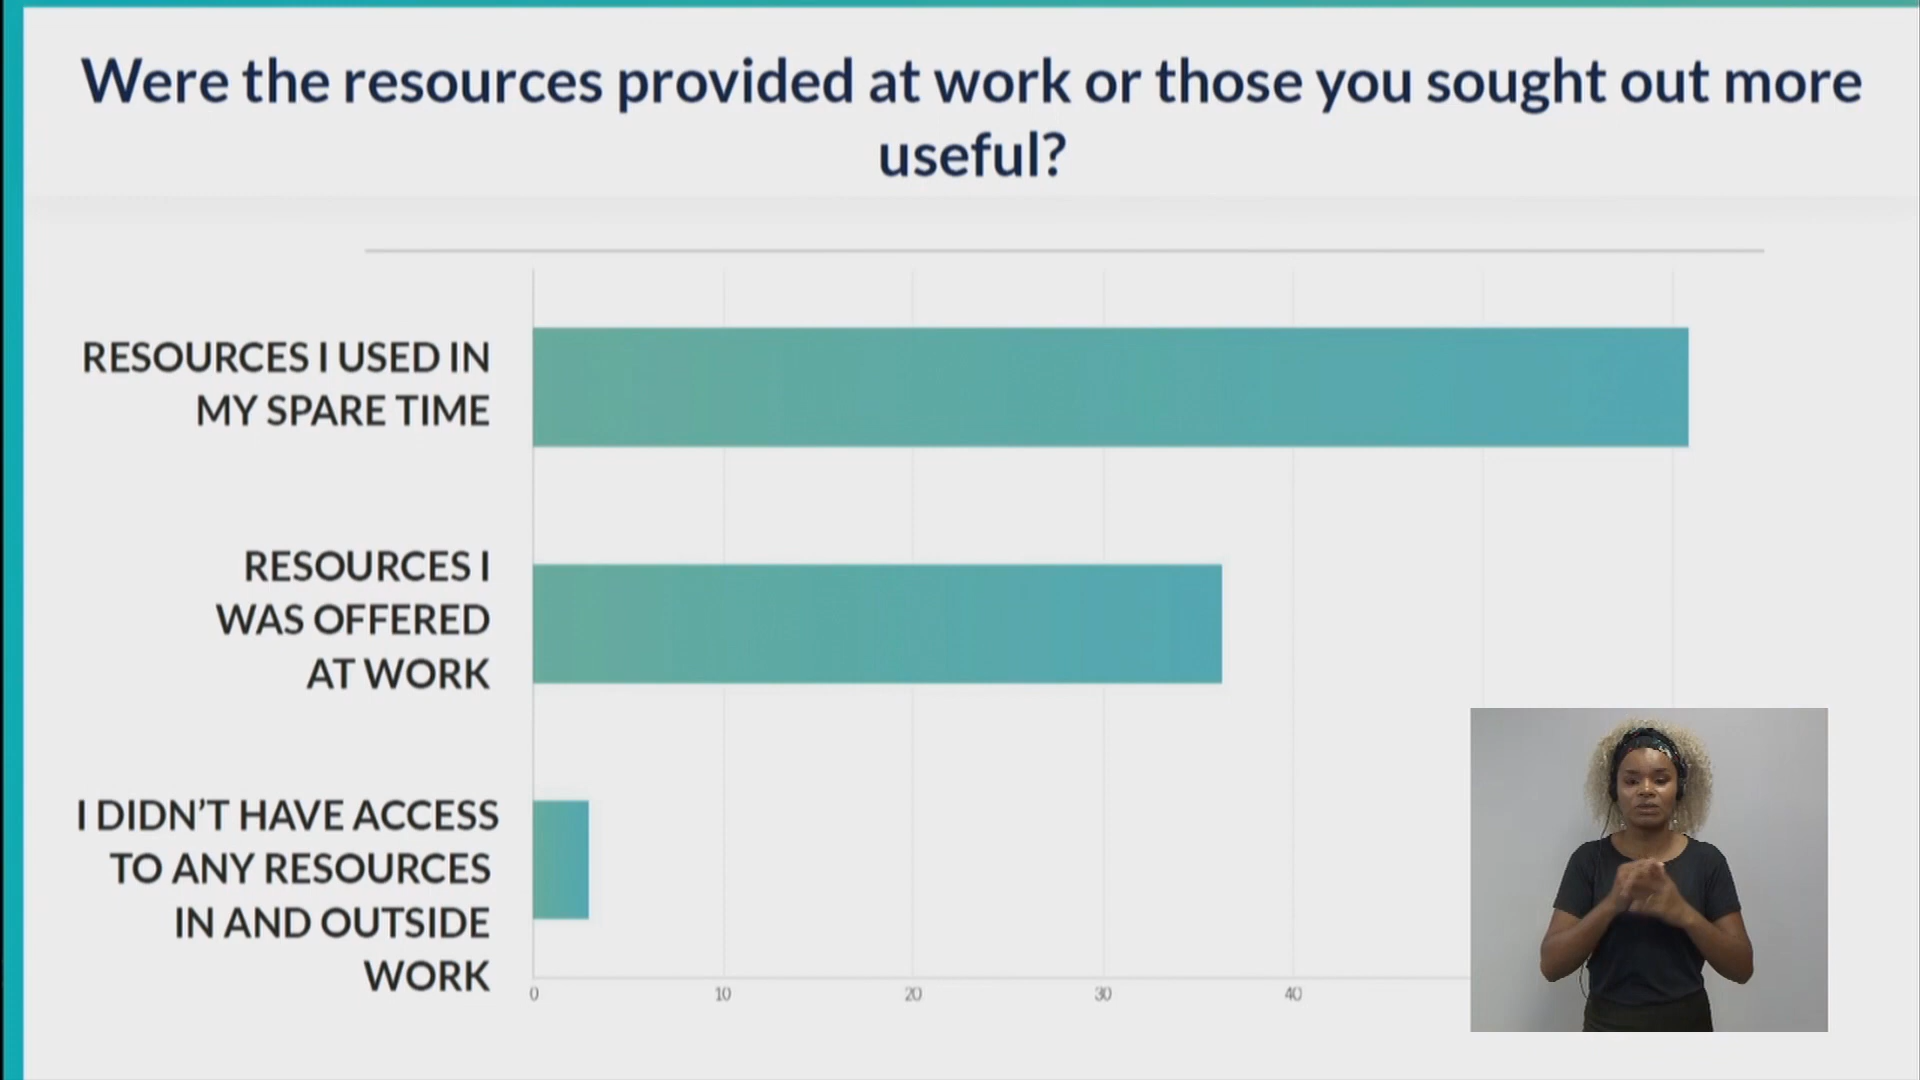 Were the resources provided at work or those you sought out more
useful?
RESOURCES I USED IN
MY SPARE TIME
RESOURCES I
WAS OFFERED
AT WORK
I DIDN’T HAVE ACCESS
TO ANY RESOURCES
IN AND OUTSIDE
WORK
0 10 20 30 40